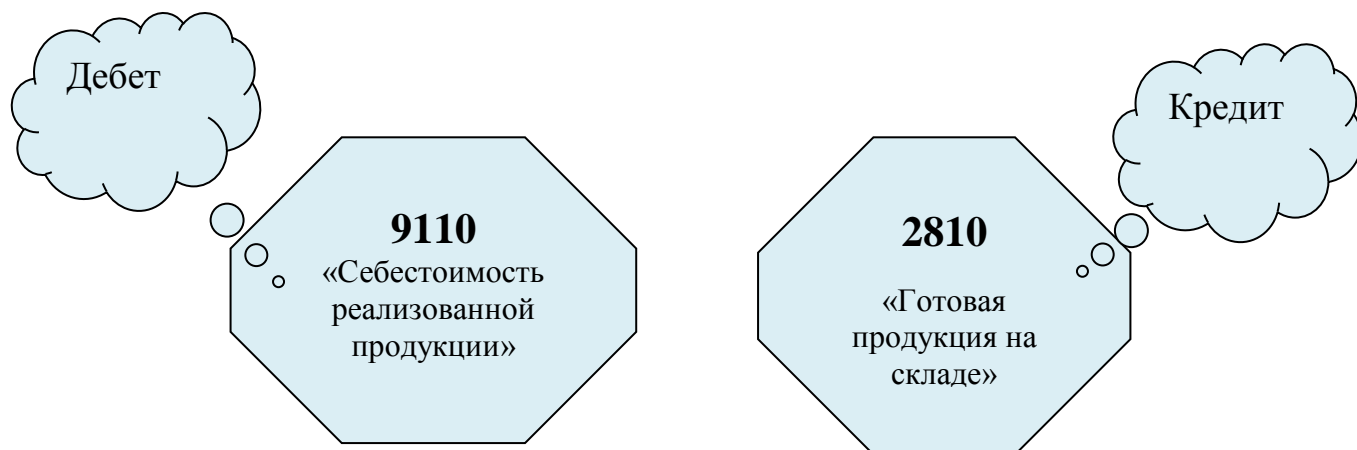 Дебет
Кредит
9110
«Себестоимость
реализованной
продукции»
2810
«Готовая
продукция на
складе»